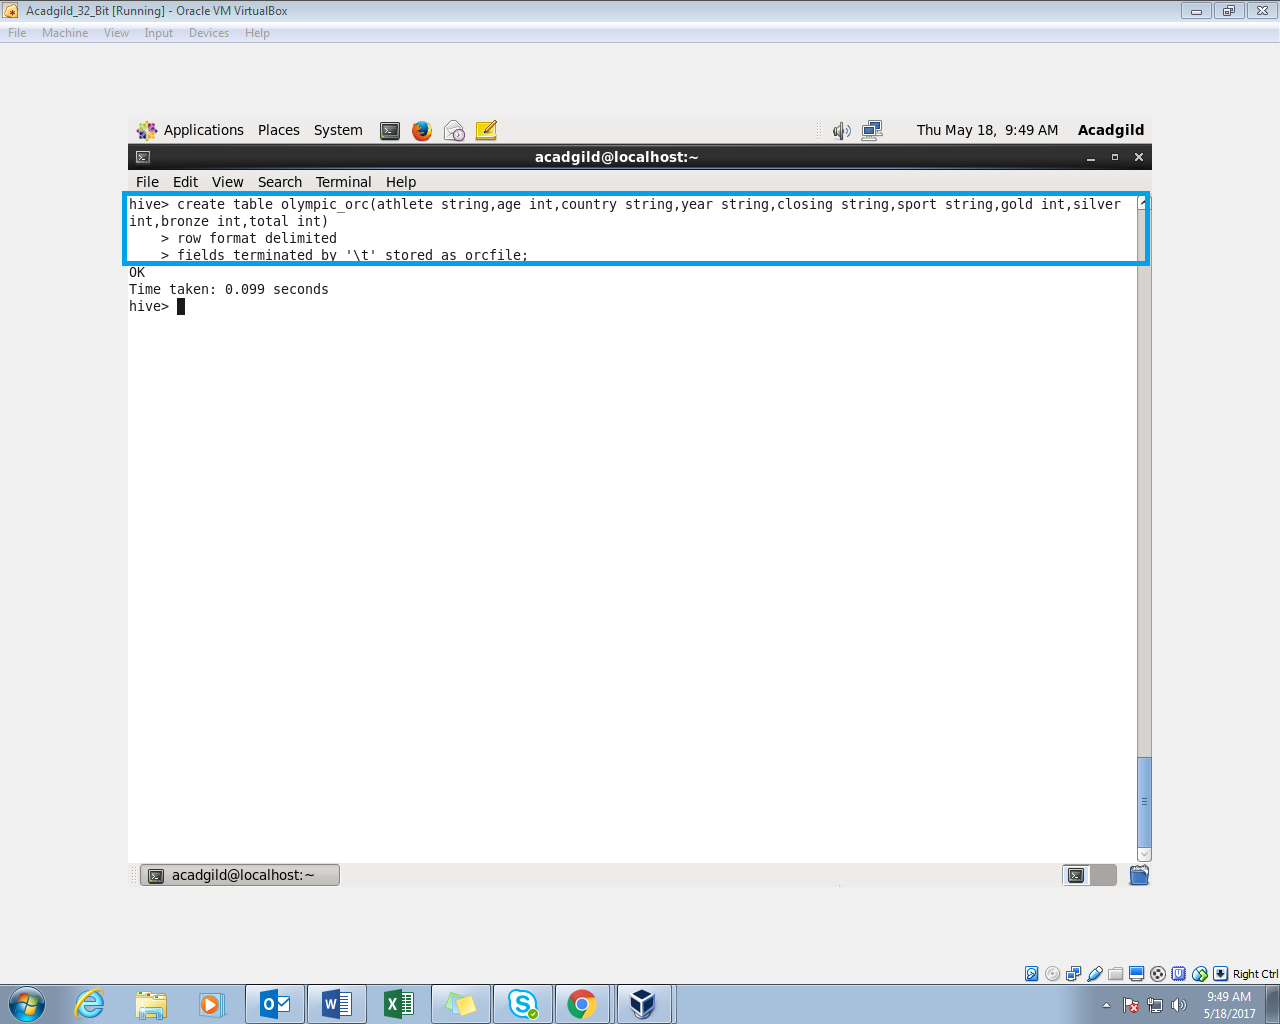 Acadgild_32_Bit [Running] - Oracle VM VirtualBox
File Machine View Input Devices Help
Applications Places System Thu May 18, 9:49 AM Acadgild
acadgild@localhost:~
File Edit View Search Terminal Help
hive> create table olympic_orc(athlete string,age int,country string,year string,closing string,sport string,gold int,silver
int,bronze int,total int)
> row format delimited
> fields terminated by '\t' stored as orcfile;
OK
Time taken: 0.099 seconds
hive>
acadgild@localhost:~
Right Ctrl
9:49 AM
5/18/2017